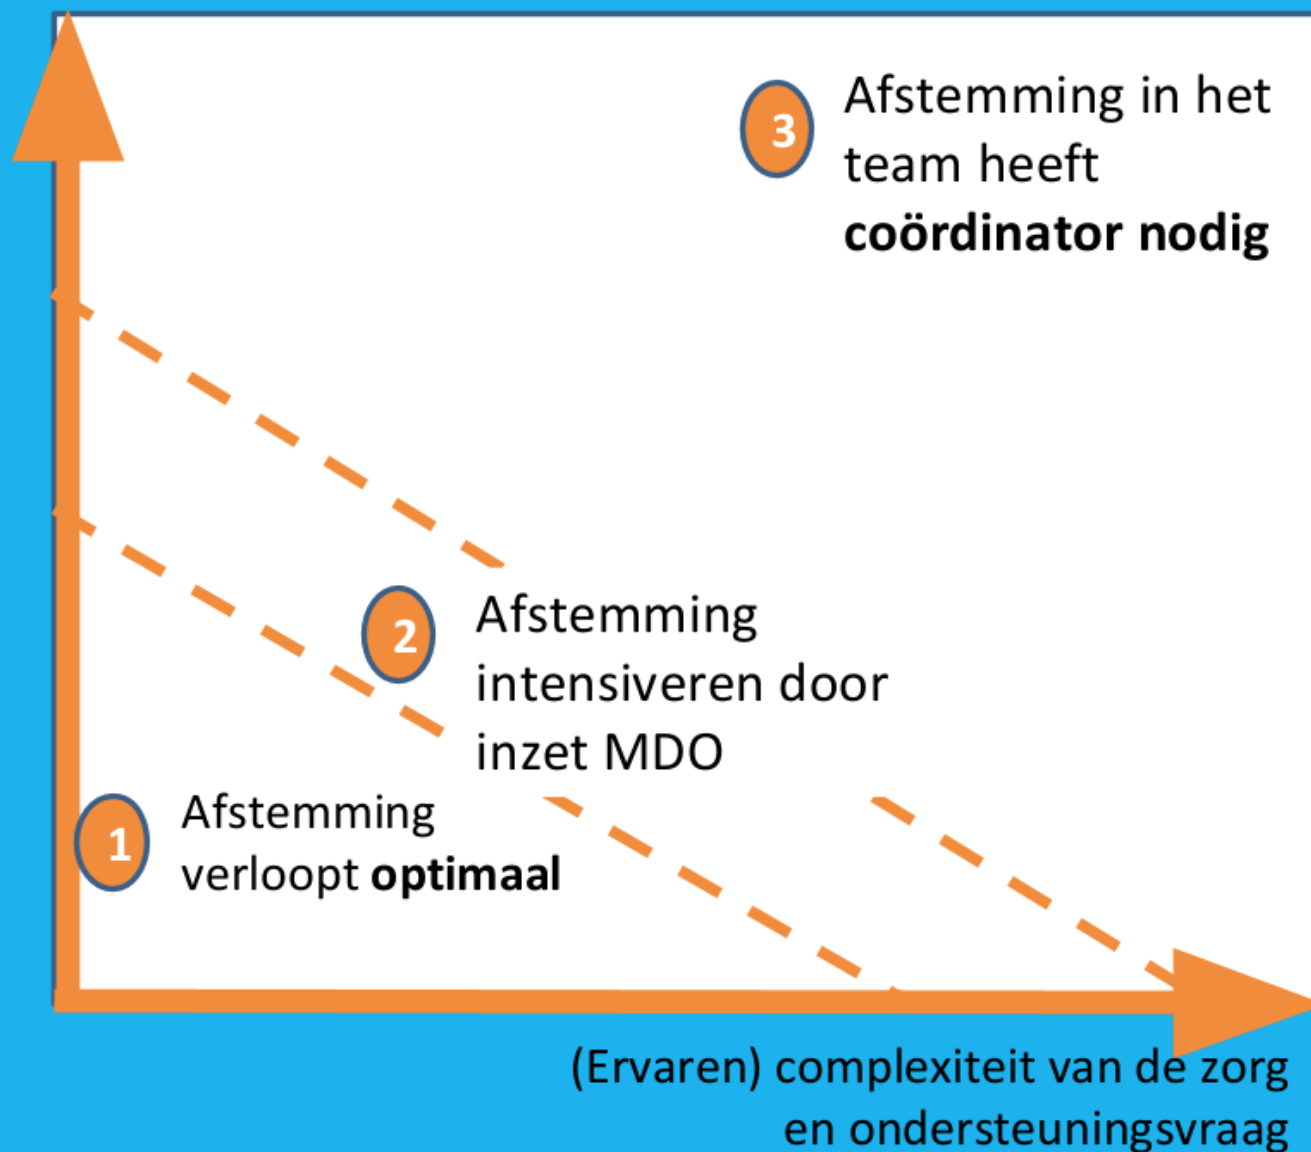 3
Afstemming in het
team heeft
coördinator nodig
2
Afstemming
intensiveren door
inzet MDO
1
Afstemming
verloopt optimaal
(Ervaren) complexiteit van de zorg
en ondersteuningsvraag